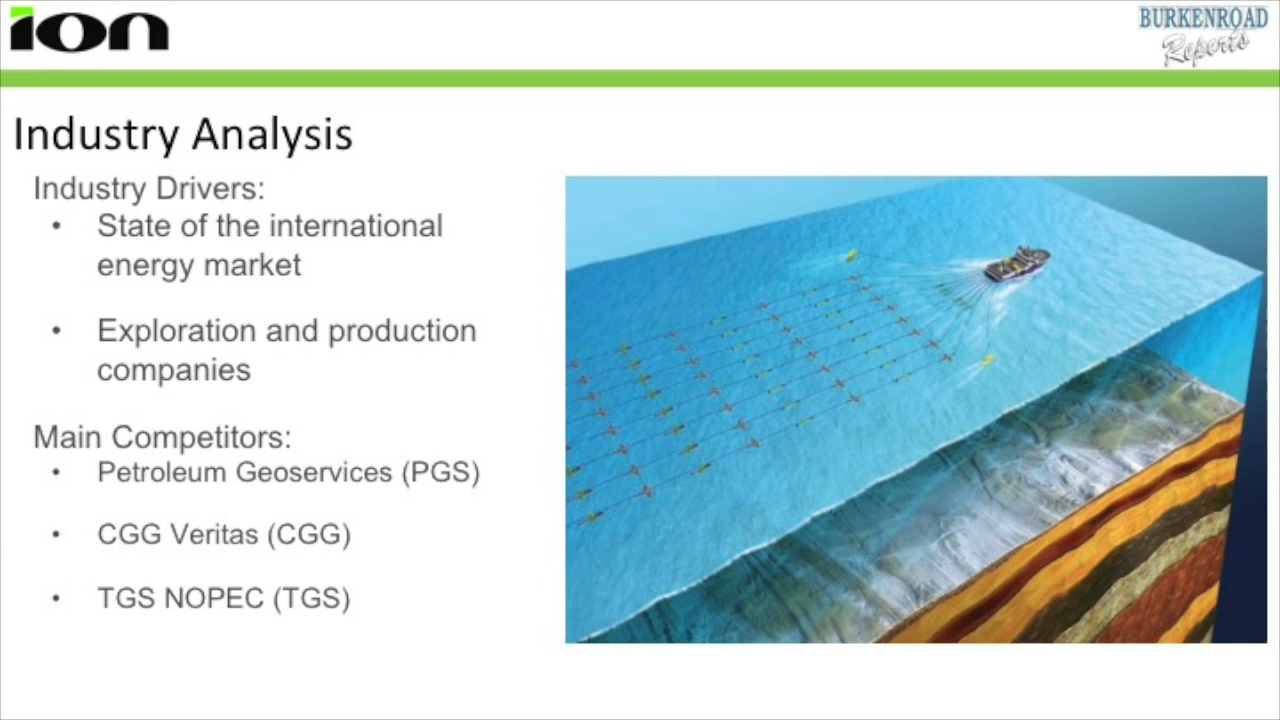 ion
BURKENROAD
Reports
Industry Analysis
Industry Drivers:
• State of the international
energy market
• Exploration and production
companies
Main Competitors:
• Petroleum Geoservices (PGS)
• CGG Veritas (CGG)
• TGS NOPEC (TGS)